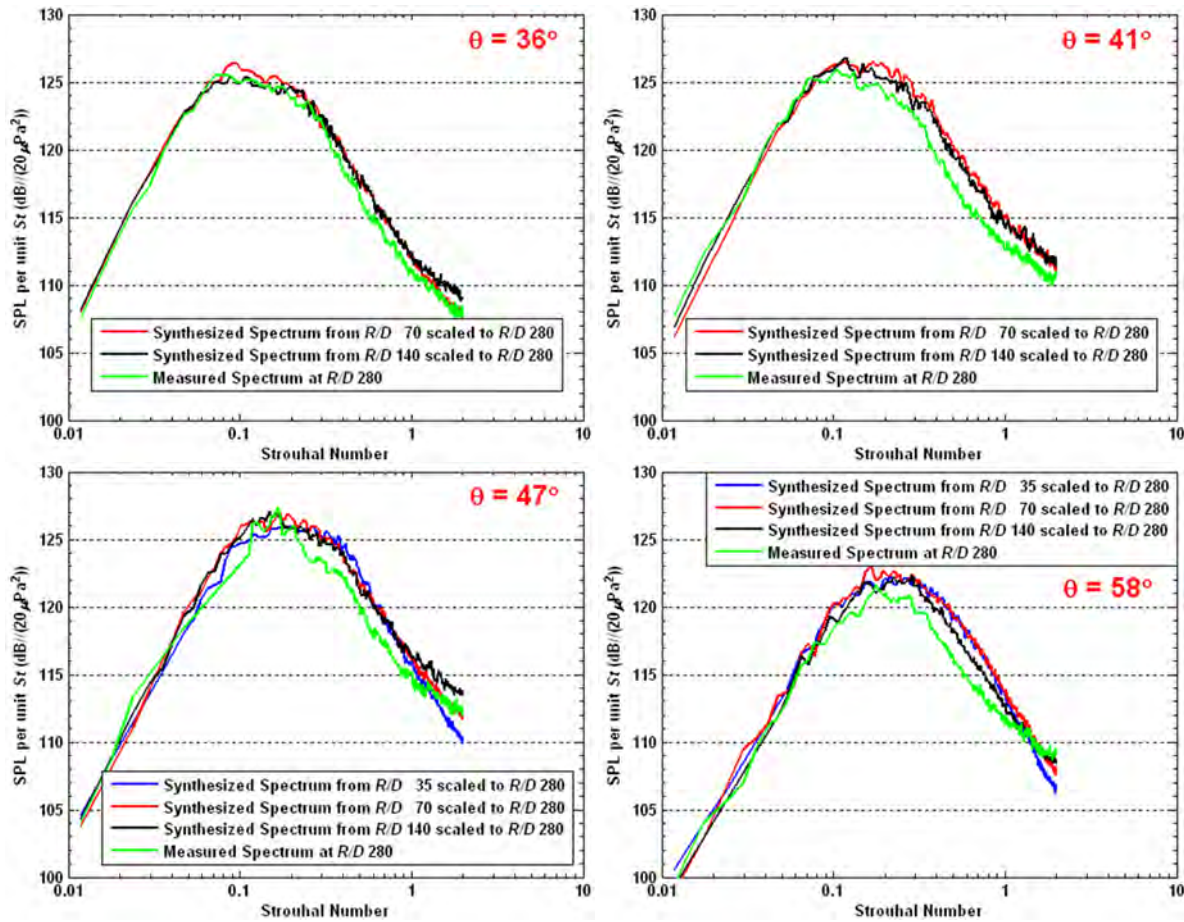 130
125
120
115
110
105
100
SPL per unit St (dB//(20μPa²))
θ = 36°
Synthesized Spectrum from R/D 70 scaled to R/D 280
Synthesized Spectrum from R/D 140 scaled to R/D 280
Measured Spectrum at R/D 280
0.01 0.1 1 10
Strouhal Number
130
125
120
115
110
105
100
SPL per unit St (dB//(20μPa²))
θ = 41°
Synthesized Spectrum from R/D 70 scaled to R/D 280
Synthesized Spectrum from R/D 140 scaled to R/D 280
Measured Spectrum at R/D 280
0.01 0.1 1 10
Strouhal Number
130
125
120
115
110
105
100
SPL per unit St (dB//(20μPa²))
θ = 47°
Synthesized Spectrum from R/D 35 scaled to R/D 280
Synthesized Spectrum from R/D 70 scaled to R/D 280
Synthesized Spectrum from R/D 140 scaled to R/D 280
Measured Spectrum at R/D 280
0.01 0.1 1 10
Strouhal Number
130
125
120
115
110
105
100
SPL per unit St (dB//(20μPa²))
Synthesized Spectrum from R/D 35 scaled to R/D 280
Synthesized Spectrum from R/D 70 scaled to R/D 280
Synthesized Spectrum from R/D 140 scaled to R/D 280
Measured Spectrum at R/D 280
θ = 58°
0.01 0.1 1 10
Strouhal Number